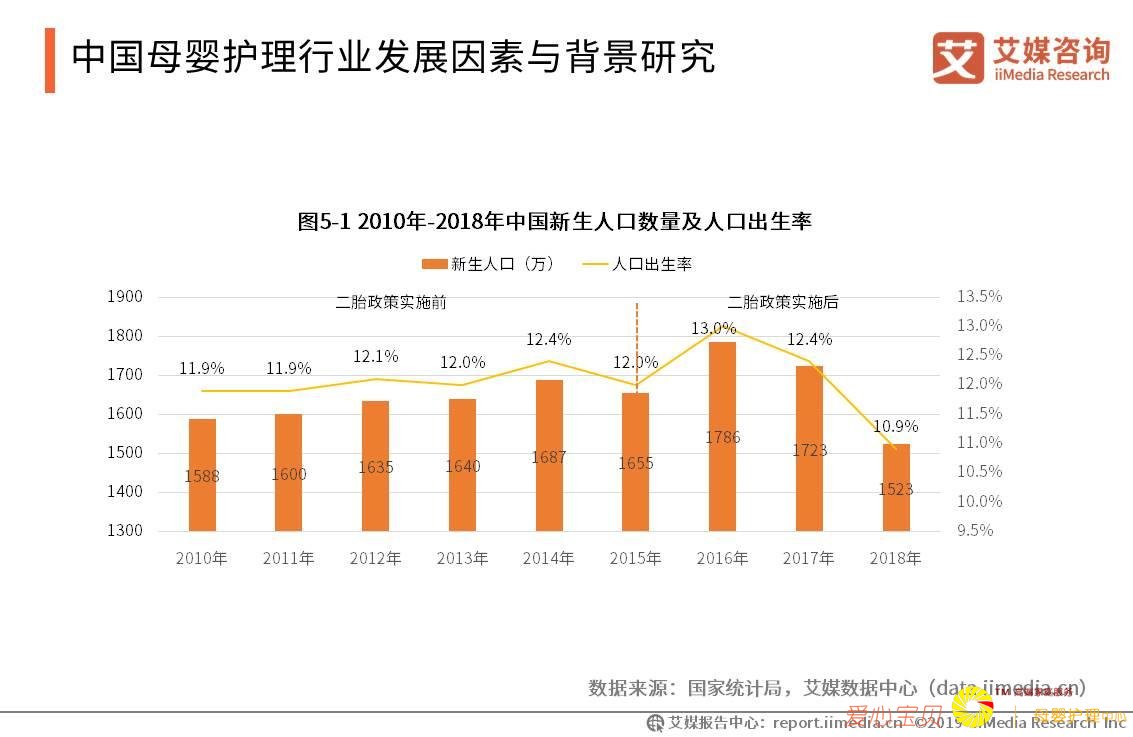 中国母婴护理行业发展因素与背景研究
艾媒咨询
iiMedia Research
图5-1 2010年-2018年中国新生人口数量及人口出生率
新生人口（万） 人口出生率
二胎政策实施前 二胎政策实施后
1900 13.5%
1800 13.0%
1700 12.5%
1600 12.0%
1500 11.5%
1400 11.0%
1300 10.5%
10.0%
9.5%
11.9% 11.9% 12.1% 12.0% 12.4% 12.0% 13.0% 12.4% 10.9%
1588 1600 1635 1640 1687 1655 1786 1723 1523
2010年 2011年 2012年 2013年 2014年 2015年 2016年 2017年 2018年
数据来源：国家统计局，艾媒数据中心（data.iimedia.cn）
艾媒报告中心：report.iimedia.cn ©2019 iiMedia Research Inc
爱心宝贝
TM
母婴护理中心